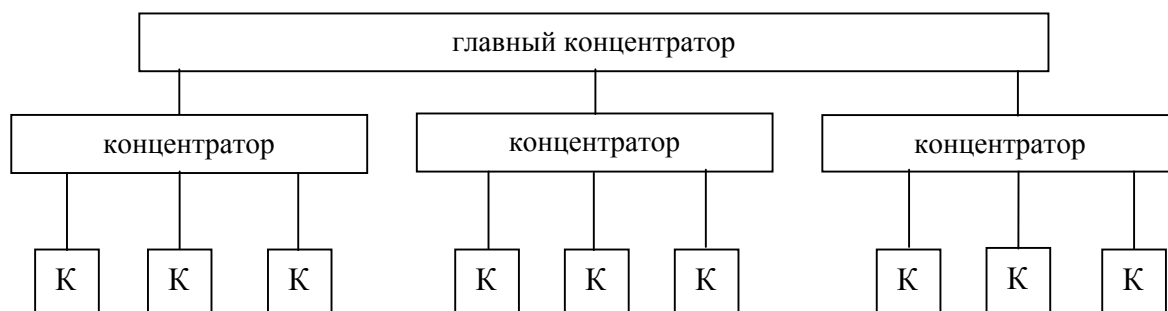 главный концентратор
концентратор концентратор концентратор
К К К К К К К К К